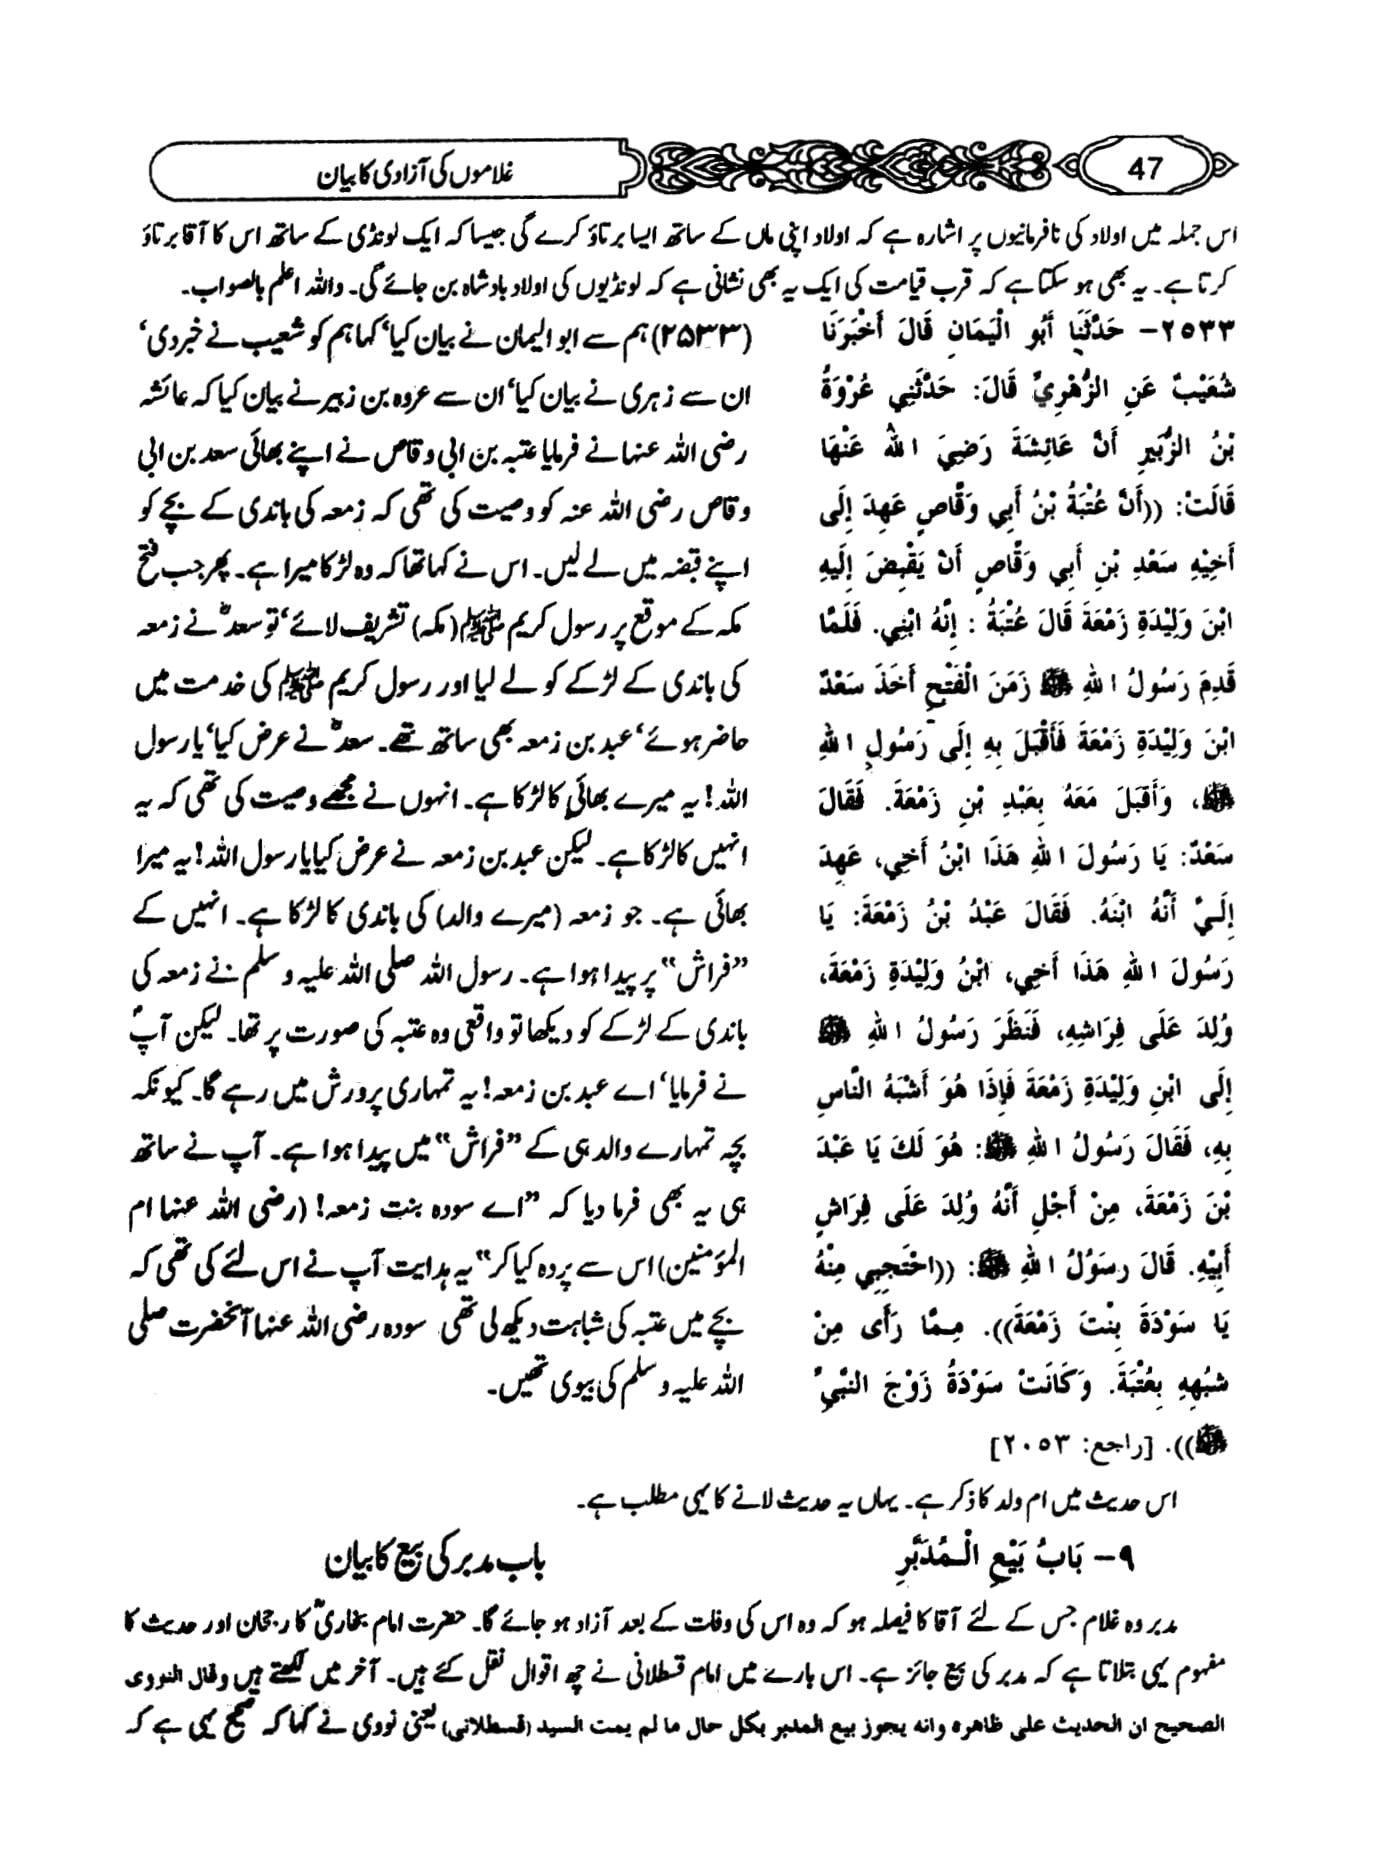 47
غلاموں کی آزادی کا بیان
اس جملہ میں اولاد کی نافرمانیوں پر اشارہ ہے کہ اولاد اپنی ماں کے ساتھ ایسا برتاؤ کرے گی جیسا کہ ایک لونڈی کے ساتھ اس کا آقا برتاؤ
کرتا ہے۔ یہ بھی ہو سکتا ہے کہ قرب قیامت کی ایک یہ بھی نشانی ہے کہ لونڈیوں کی اولاد بادشاہ بن جائے گی۔ واللہ اعلم بالصواب۔
٢٥٣٣- حَدَّثَنَا أَبُو الْيَمَانِ قَالَ أَخْبَرَنَا
شُعَيْبٌ عَنِ الزُّهْرِيِّ قَالَ: حَدَّثَنِي عُرْوَةُ
بْنُ الزُّبَيرِ أَنَّ عَائِشَةَ رَضِيَ اللهُ عَنْهَا
قَالَتْ: ((أَنَّ عُتْبَةُ بْنُ أَبِي وَقَّاصٍ عَهِدَ إِلَى
أَخِيْهِ سَعْدِ بْنِ أَبِي وَقَّاصٍ أَنْ يَقْبِضَ إِلَيهِ
ابْنَ وَلِيْدَةِ زَمْعَةَ قَالَ عُتْبَةُ : إِنَّهُ ابْنِي. فَلَمَّا
قَدِمَ رَسُولُ اللهِ ﷺ زَمَنَ الْفَتْحِ أَخَذَ سَعْدٌ
ابْنَ وَلِيْدَةِ زَمْعَةَ فَأَقْبَلَ بِهِ إِلَى رَسُولِ اللهِ
ﷺ، وَأَقبَلَ مَعَهُ بِعَبْدِ بْنِ زَمْعَةَ. فَقَالَ
سَعْدٌ: يَا رَسُولَ اللهِ هَذَا ابْنُ أَخِي، عَهِدَ
إِلَيَّ أَنَّهُ ابْنَهُ. فَقَالَ عَبْدُ بْنُ زَمْعَةَ: يَا
رَسُولَ اللهِ هَذَا أَخِي، ابْنُ وَلِيْدَةِ زَمْعَةَ،
وُلِدَ عَلَى فِرَاشِهِ، فَنَظَرَ رَسُولُ اللهِ ﷺ
إِلَى ابْنِ وَلِيْدَةِ زَمْعَةَ فَإِذَا هُوَ أَشْبَهُ النَّاسِ
بِهِ، فَقَالَ رَسُولُ اللهِ ﷺ: هُوَ لَكَ يَا عَبْدَ
بْنَ زَمْعَةَ، مِنْ أَجْلِ أَنَّهُ وُلِدَ عَلَى فِرَاشٍ
أَبِيْهِ. قَالَ رسَوُلُ اللهِ ﷺ: ((احْتَجِبِي مِنْهُ
يَا سَوْدَةَ بِنْتَ زَمْعَةَ)). مِمَّا رَأَى مِنْ
شَبُهِهِ بِعُتْبَةَ. وَكَانَتْ سَوْدَةُ زَوْجَ النَّبِيِّ
ﷺ)). [راجع: ٢٠٥٣]
(۲۵۳۳) ہم سے ابو الیمان نے بیان کیا‘ کہا ہم کو شعیب نے خبر دی‘
ان سے زہری نے بیان کیا‘ ان سے عروہ بن زبیر نے بیان کیا کہ عائشہ
رضی اللہ عنہا نے فرمایا عتبہ بن ابی وقاص نے اپنے بھائی سعد بن ابی
وقاص رضی اللہ عنہ کو وصیت کی تھی کہ زمعہ کی باندی کے بچے کو
اپنے قبضہ میں لے لیں۔ اس نے کہا تھا کہ وہ لڑکا میرا ہے۔ پھر جب فتح
مکہ کے موقع پر رسول کریم ﷺ (مکہ) تشریف لائے‘ تو سعدؓ نے زمعہ
کی باندی کے لڑکے کو لے لیا اور رسول کریم ﷺ کی خدمت میں
حاضر ہوئے‘ عبد بن زمعہ بھی ساتھ تھے۔ سعدؓ نے عرض کیا‘ یا رسول
اللہ! یہ میرے بھائی کا لڑکا ہے۔ انہوں نے مجھے وصیت کی تھی کہ یہ
انہیں کا لڑکا ہے۔ لیکن عبد بن زمعہ نے عرض کیا یا رسول اللہ! یہ میرا
بھائی ہے۔ جو زمعہ (میرے والد) کی باندی کا لڑکا ہے۔ انہیں کے
”فراش“ پر پیدا ہوا ہے۔ رسول اللہ صلی اللہ علیہ وسلم نے زمعہ کی
باندی کے لڑکے کو دیکھا تو واقعی وہ عتبہ کی صورت پر تھا۔ لیکن آپؐ
نے فرمایا‘ اے عبد بن زمعہ! یہ تمہاری پرورش میں رہے گا۔ کیونکہ
بچہ تمہارے والد ہی کے ”فراش“ میں پیدا ہوا ہے۔ آپ نے ساتھ
ہی یہ بھی فرما دیا کہ ”اے سودہ بنت زمعہ! (رضی اللہ عنہا ام
المؤمنین) اس سے پردہ کیا کر“ یہ ہدایت آپ نے اس لئے کی تھی کہ
بچے میں عتبہ کی شباہت دیکھ لی تھی سودہ رضی اللہ عنہا آنحضرت صلی
اللہ علیہ وسلم کی بیوی تھیں۔
اس حدیث میں ام ولد کا ذکر ہے۔ یہاں یہ حدیث لانے کا یہی مطلب ہے۔
٩- بَابُ بَيْعِ الْـمُدَبَّرِ
باب مدبر کی بیع کا بیان
مدبر وہ غلام جس کے لئے آقا کا فیصلہ ہو کہ وہ اس کی وفات کے بعد آزاد ہو جائے گا۔ حضرت امام بخاریؒ کا رجحان اور حدیث کا
مفہوم یہی بتلاتا ہے کہ مدبر کی بیع جائز ہے۔ اس بارے میں امام قسطلانی نے چھ اقوال نقل کئے ہیں۔ آخر میں لکھتے ہیں وقال النووی
الصحیح ان الحدیث علی ظاہرہ وانہ یجوز بیع المدبر بکل حال ما لم یمت السید (قسطلانی) یعنی نووی نے کہا کہ صحیح یہی ہے کہ